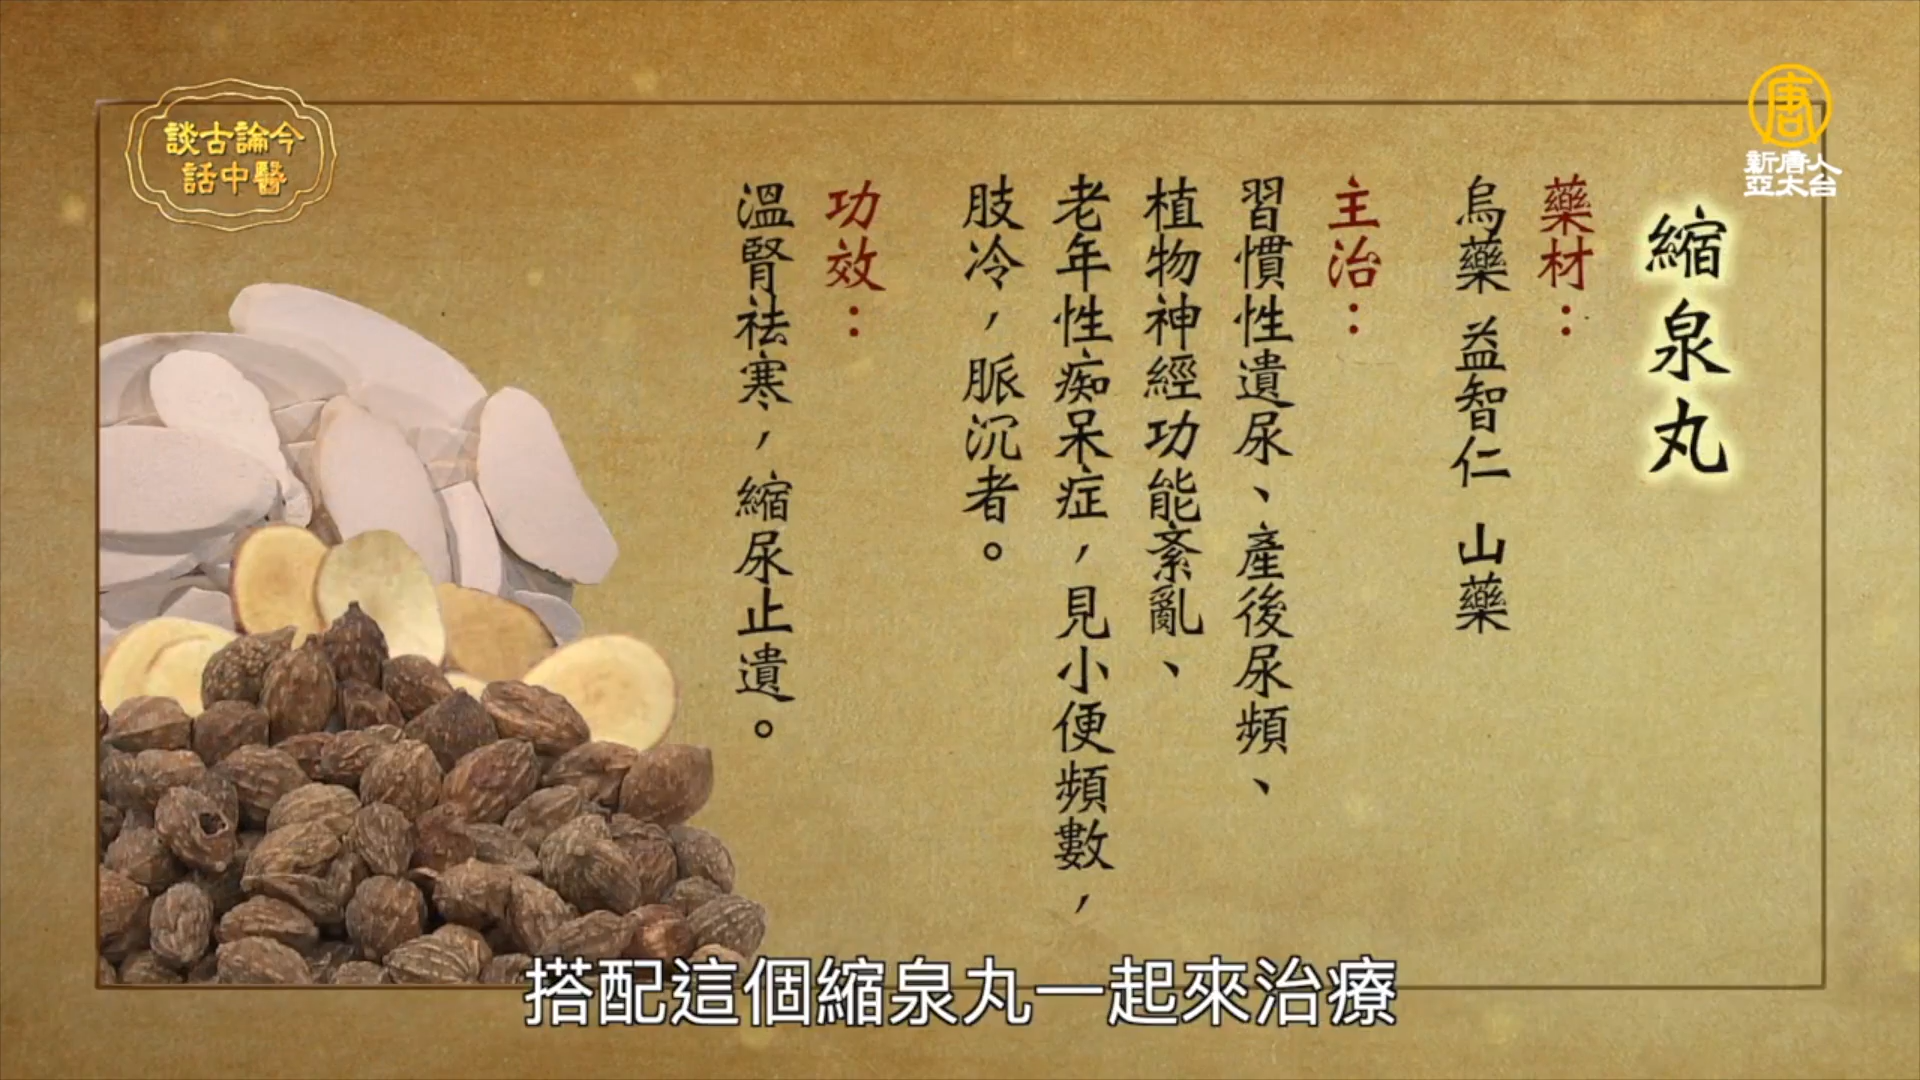 談古論今
話中醫
唐
新唐人
亞太台
縮泉丸
藥材：
烏藥 益智仁 山藥
主治：
習慣性遺尿、產後尿頻、
植物神經功能紊亂、
老年性痴呆症，見小便頻數，
肢冷，脈沉者。
功效：
溫腎祛寒，縮尿止遺。
搭配這個縮泉丸一起來治療